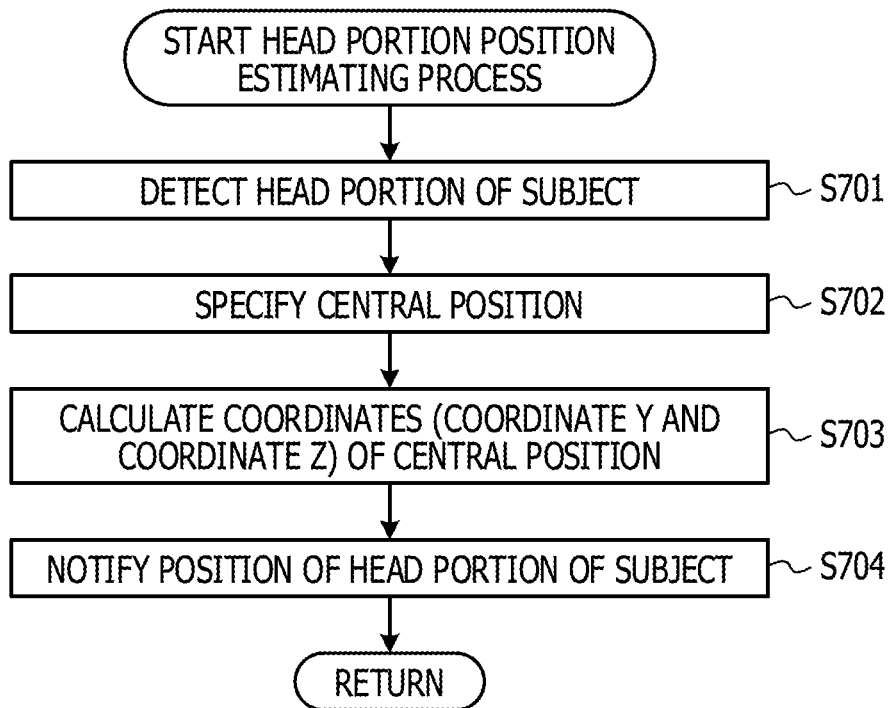 START HEAD PORTION POSITION
ESTIMATING PROCESS
DETECT HEAD PORTION OF SUBJECT
S701
SPECIFY CENTRAL POSITION
S702
CALCULATE COORDINATES (COORDINATE Y AND
COORDINATE Z) OF CENTRAL POSITION
S703
NOTIFY POSITION OF HEAD PORTION OF SUBJECT
S704
RETURN